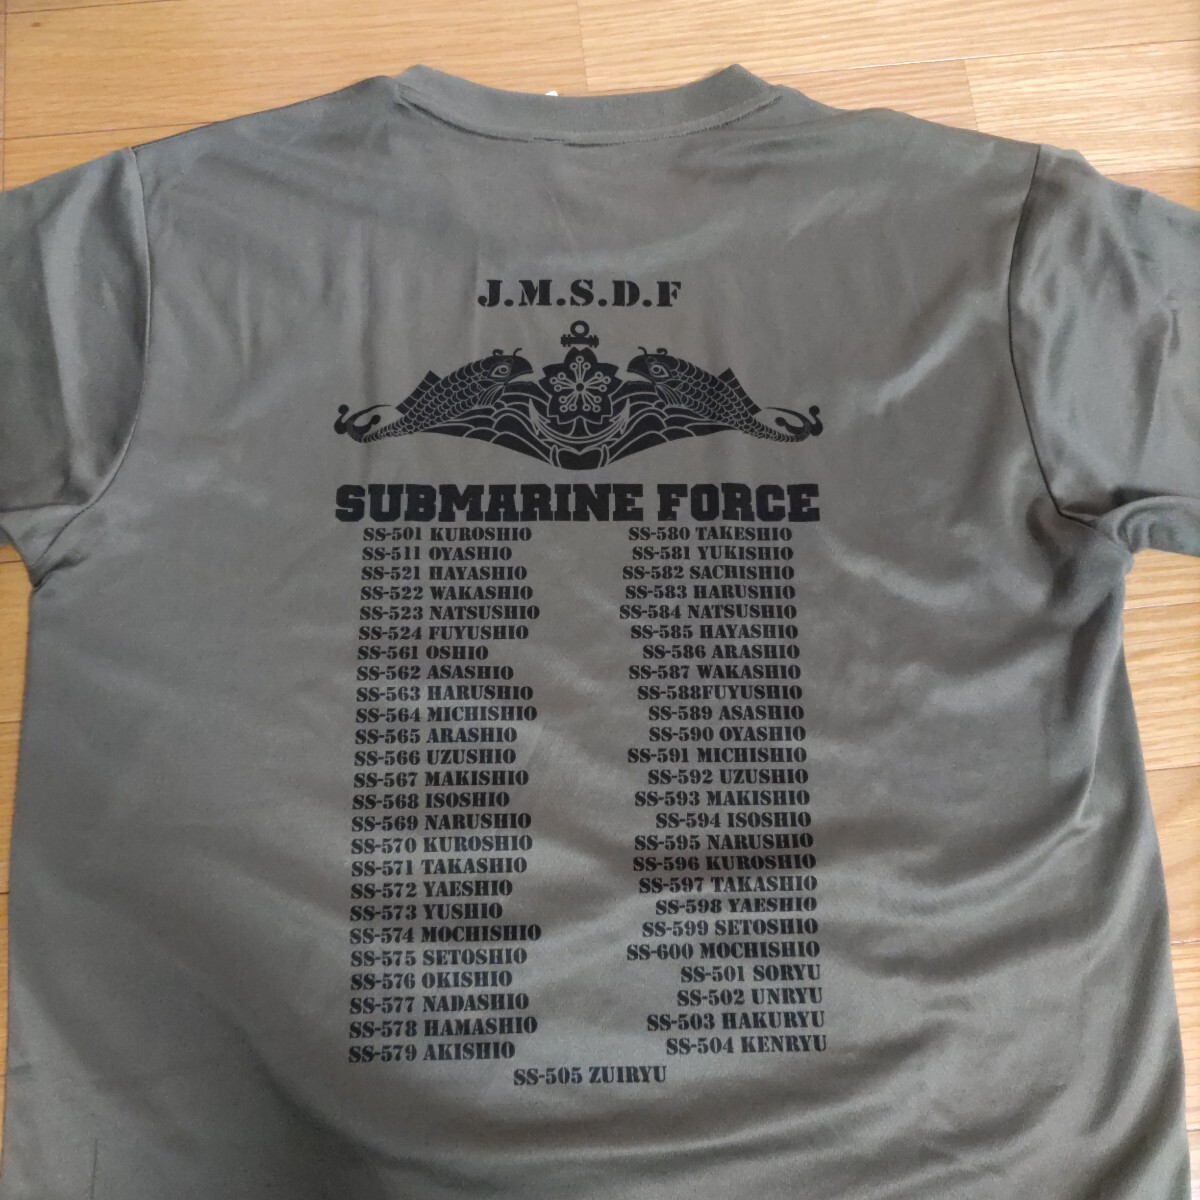 J.M.S.D.F
SUBMARINE FORCE
SS-501 KUROSHIO
SS-511 OYASHIO
SS-521 HAYASHIO
SS-522 WAKASHIO
SS-523 NATSUSHIO
SS-524 FUYUSHIO
SS-561 OSHIO
SS-562 ASASHIO
SS-563 HARUSHIO
SS-564 MICHISHIO
SS-565 ARASHIO
SS-566 UZUSHIO
SS-567 MAKISHIO
SS-568 ISOSHIO
SS-569 NARUSHIO
SS-570 KUROSHIO
SS-571 TAKASHIO
SS-572 YAESHIO
SS-573 YUSHIO
SS-574 MOCHISHIO
SS-575 SETOSHIO
SS-576 OKISHIO
SS-577 NADASHIO
SS-578 HAMASHIO
SS-579 AKISHIO
SS-580 TAKESHIO
SS-581 YUKISHIO
SS-582 SACHISHIO
SS-583 HARUSHIO
SS-584 NATSUSHIO
SS-585 HAYASHIO
SS-586 ARASHIO
SS-587 WAKASHIO
SS-588FUYUSHIO
SS-589 ASASHIO
SS-590 OYASHIO
SS-591 MICHISHIO
SS-592 UZUSHIO
SS-593 MAKISHIO
SS-594 ISOSHIO
SS-595 NARUSHIO
SS-596 KUROSHIO
SS-597 TAKASHIO
SS-598 YAESHIO
SS-599 SETOSHIO
SS-600 MOCHISHIO
SS-501 SORYU
SS-502 UNRYU
SS-503 HAKURYU
SS-504 KENRYU
SS-505 ZUIRYU